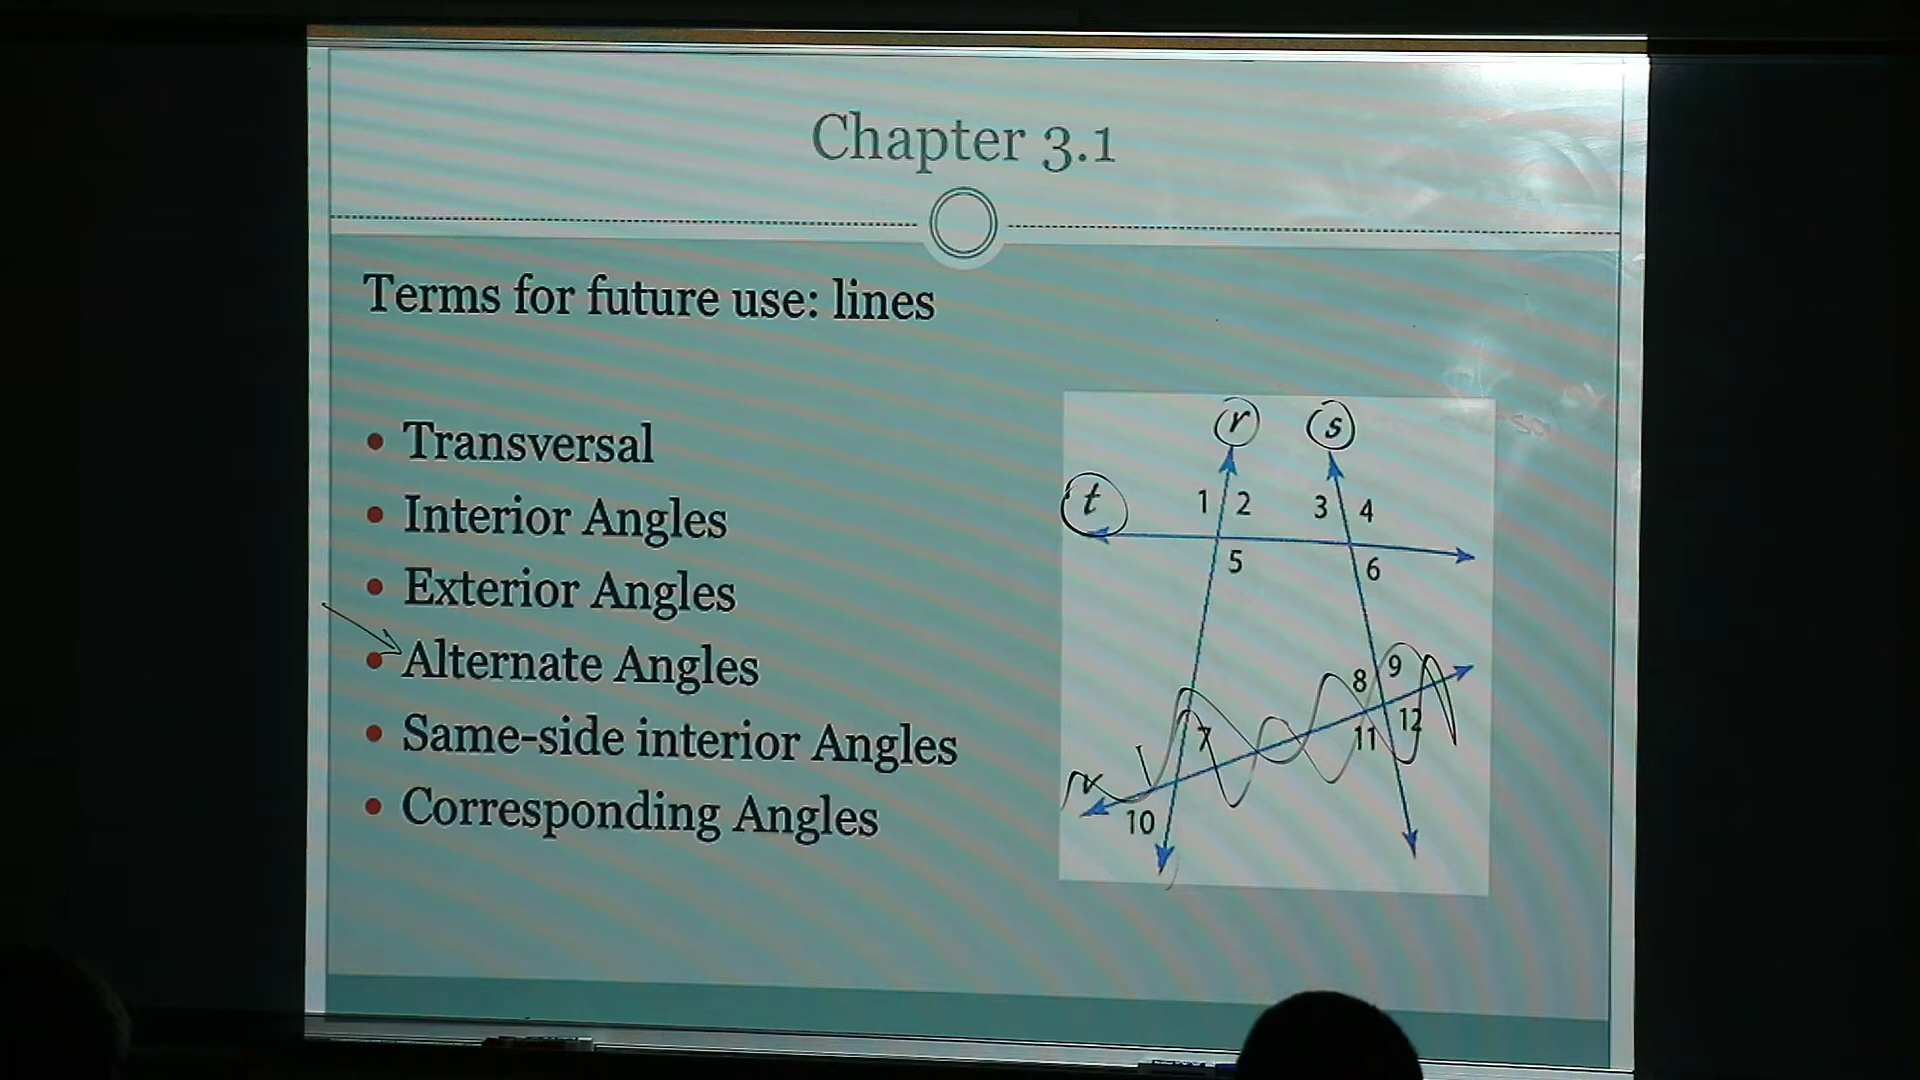 Chapter 3.1
Terms for future use: lines
• Transversal
• Interior Angles
• Exterior Angles
• Alternate Angles
• Same-side interior Angles
• Corresponding Angles
r s
t
1 2 3 4
5 6
8 9
7 11 12
10